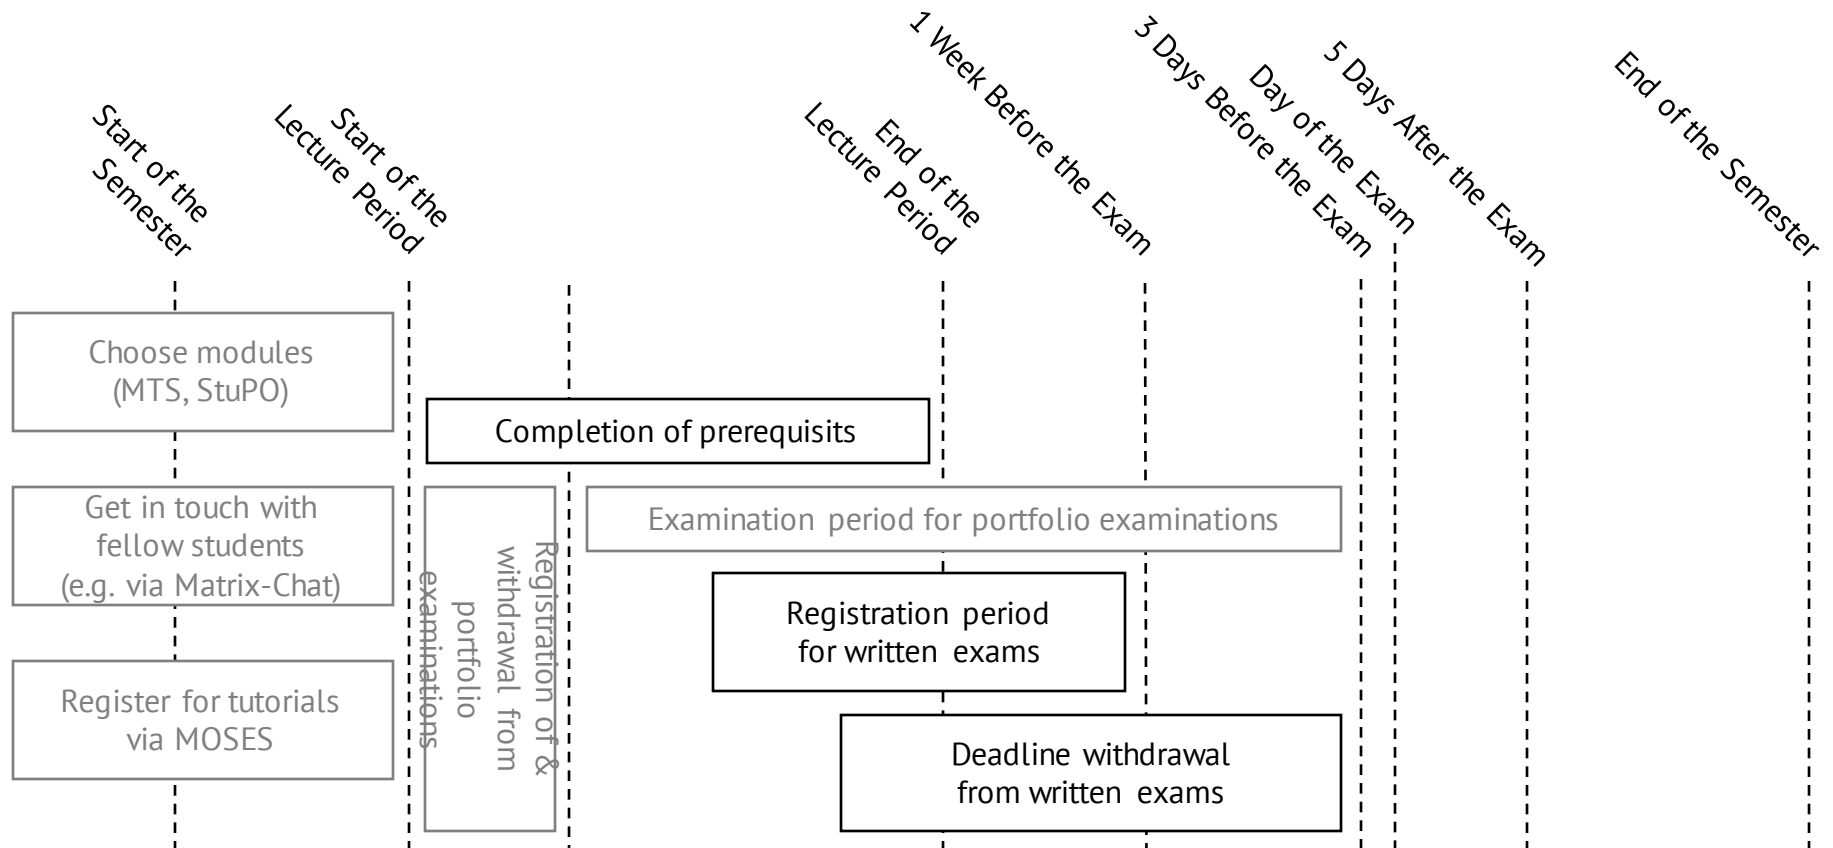 Start of the
Semester
Start of the
Lecture Period
End of the
Lecture Period
1 Week Before the Exam
3 Days Before the Exam
Day of the Exam
5 Days After the Exam
End of the Semester
Choose modules
(MTS, StuPO)
Completion of prerequisits
Get in touch with
fellow students
(e.g. via Matrix-Chat)
Registration of &
withdrawal from
portfolio
examinations
Examination period for portfolio examinations
Registration period
for written exams
Register for tutorials
via MOSES
Deadline withdrawal
from written exams